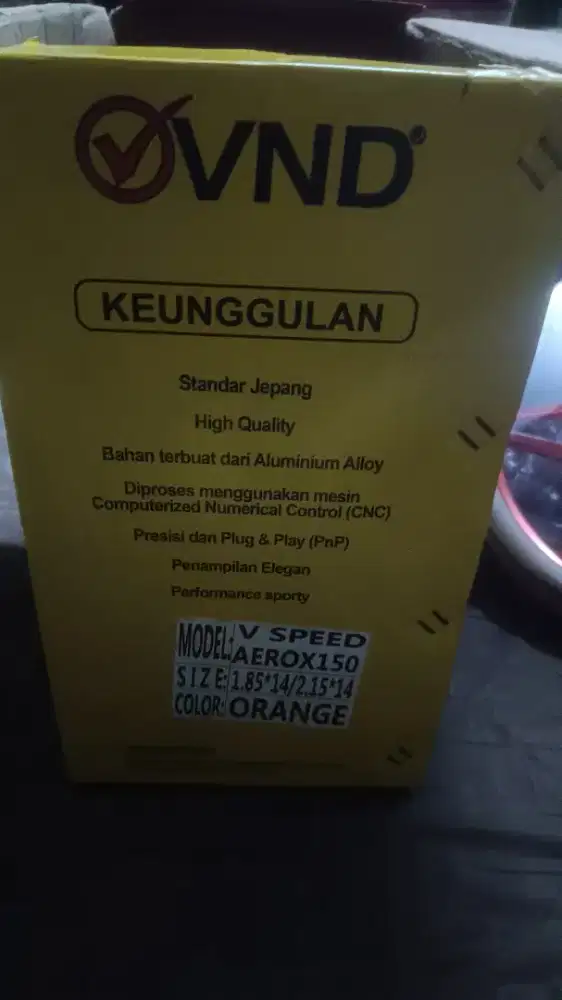 VND®
KEUNGGULAN
Standar Jepang
High Quality
Bahan terbuat dari Aluminium Alloy
Diproses menggunakan mesin
Computerized Numerical Control (CNC)
Presisi dan Plug & Play (PnP)
Penampilan Elegan
Performance sporty
MODEL: V SPEED
AEROX150
SIZE: 1.85*14/2.15*14
COLOR: ORANGE